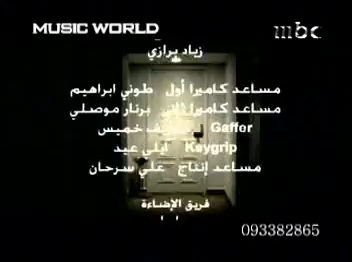 MUSIC WORLD
mbc
زياد برازي
مساعد كاميرا أول طوني ابراهيم
مساعد كاميرا ثاني برنار موصلي
Gaffer خميس
Keygrip ايلي عيد
مساعد إنتاج علي سرحان
فريق الإضاءة
093382865